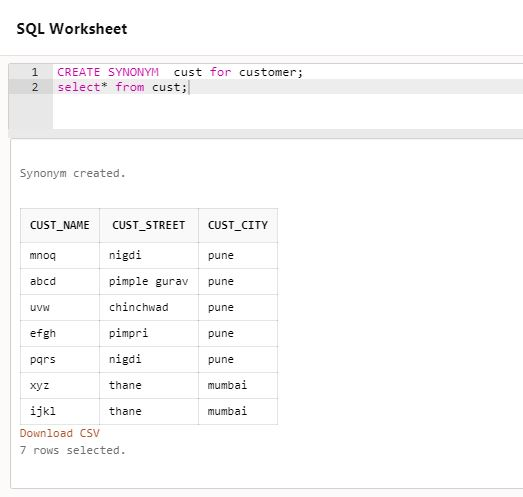 SQL Worksheet
1 CREATE SYNONYM  cust for customer;
2 select* from cust;
Synonym created.
CUST_NAME CUST_STREET CUST_CITY
mnoq nigdi pune
abcd pimple gurav pune
uvw chinchwad pune
efgh pimpri pune
pqrs nigdi pune
xyz thane mumbai
ijkl thane mumbai
Download CSV
7 rows selected.